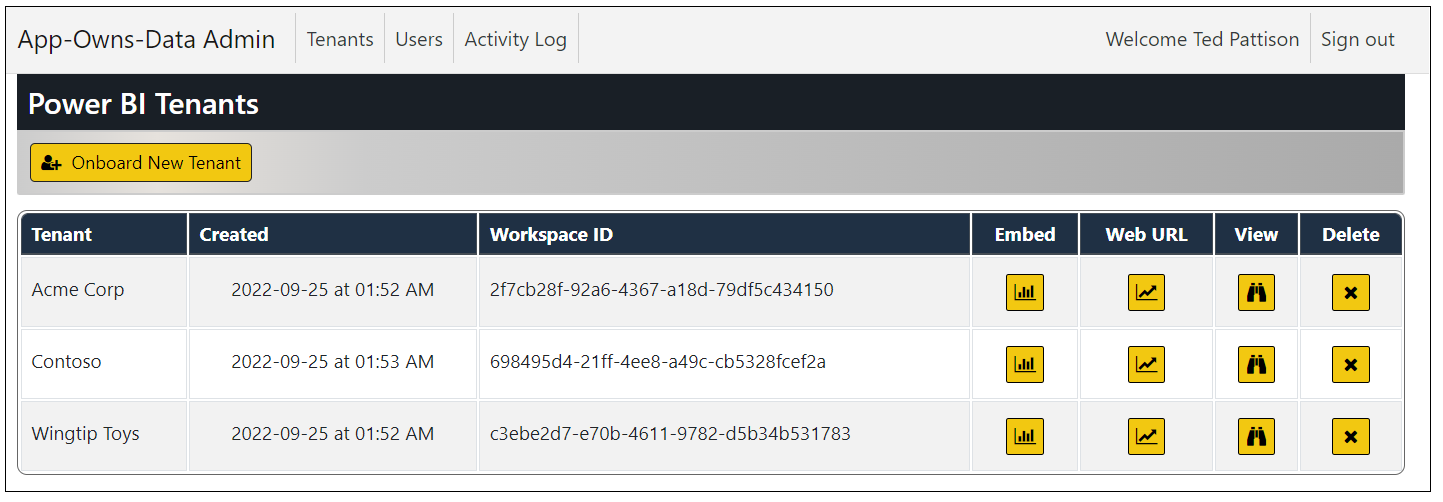 App-Owns-Data Admin Tenants Users Activity Log Welcome Ted Pattison Sign out
Power BI Tenants
Onboard New Tenant
Tenant Created Workspace ID Embed Web URL View Delete
Acme Corp 2022-09-25 at 01:52 AM 2f7cb28f-92a6-4367-a18d-79df5c434150
Contoso 2022-09-25 at 01:53 AM 698495d4-21ff-4ee8-a49c-cb5328fcef2a
Wingtip Toys 2022-09-25 at 01:52 AM c3ebe2d7-e70b-4611-9782-d5b34b531783